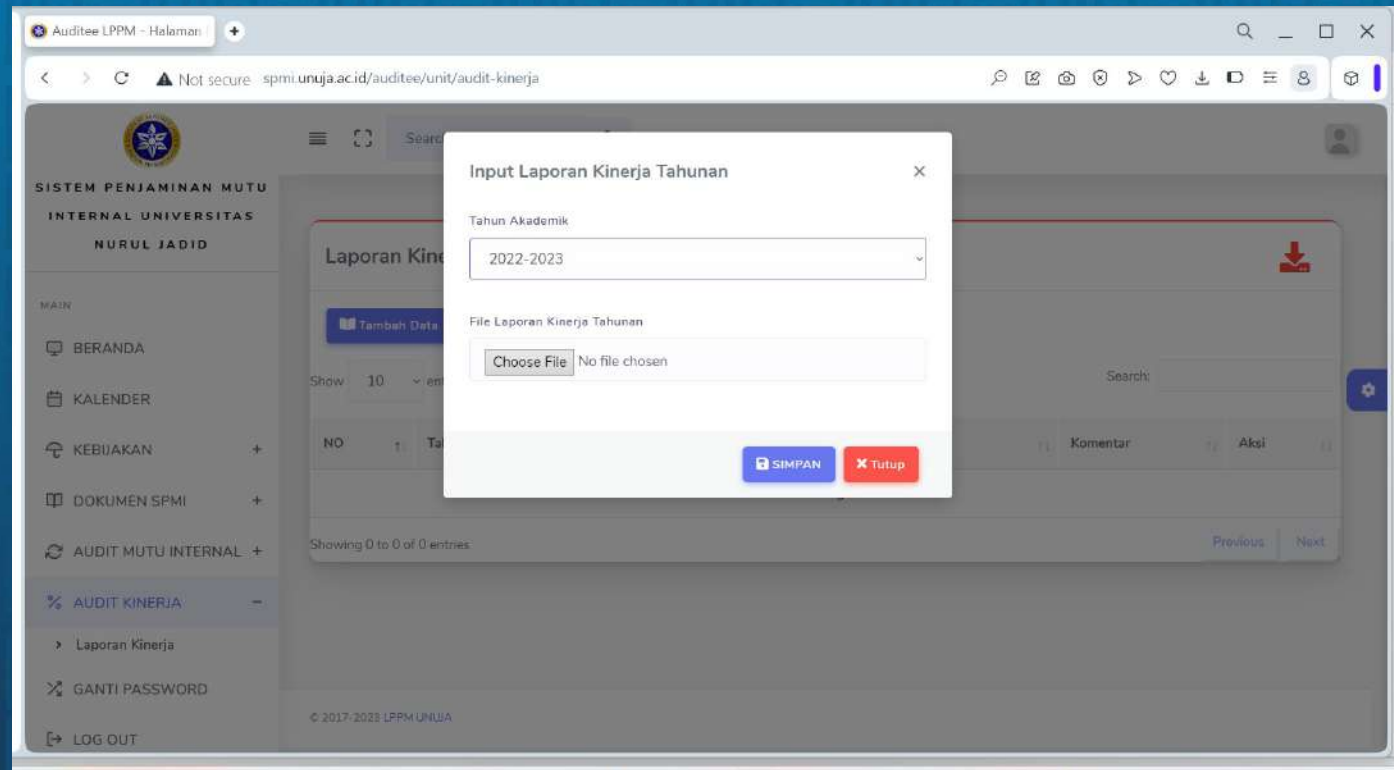 Auditee LPPM - Halaman
Not secure spmi.unuja.ac.id/auditee/unit/audit-kinerja
SISTEM PENJAMINAN MUTU
INTERNAL UNIVERSITAS
NURUL JADID
MAIN
BERANDA
KALENDER
KEBIJAKAN
DOKUMEN SPMI
AUDIT MUTU INTERNAL
AUDIT KINERJA
Laporan Kinerja
GANTI PASSWORD
LOG OUT
Searc
Laporan Kine
Tambah Data
Show 10 en
Search:
NO Ta Komentar Aksi
Showing 0 to 0 of 0 entries
Previous Next
© 2017-2023 LPPM UNUJA
Input Laporan Kinerja Tahunan
Tahun Akademik
2022-2023
File Laporan Kinerja Tahunan
Choose File No file chosen
SIMPAN Tutup